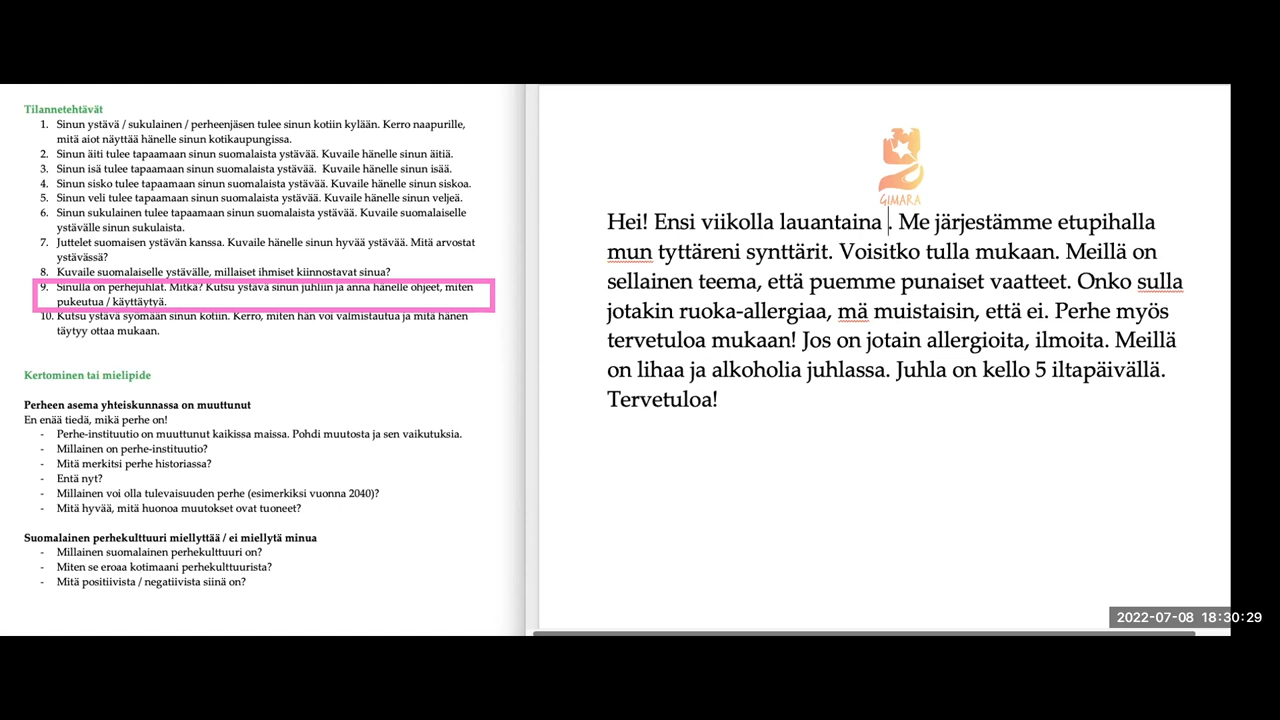 Tilannetehtävät
1. Sinun ystävä / sukulainen / perheenjäsen tulee sinun kotiin kylään. Kerro naapurille,
mitä aiot näyttää hänelle sinun kotikaupungissa.
2. Sinun äiti tulee tapaamaan sinun suomalaista ystävää. Kuvaile hänelle sinun äitiä.
3. Sinun isä tulee tapaamaan sinun suomalaista ystävää. Kuvaile hänelle sinun isää.
4. Sinun sisko tulee tapaamaan sinun suomalaista ystävää. Kuvaile hänelle sinun siskoa.
5. Sinun veli tulee tapaamaan sinun suomalaista ystävää. Kuvaile hänelle sinun veljeä.
6. Sinun sukulainen tulee tapaamaan sinun suomalaista ystävää. Kuvaile suomalaiselle
ystävälle sinun sukulaista.
7. Juttelet suomaisen ystävän kanssa. Kuvaile hänelle sinun hyvää ystävää. Mitä arvostat
ystävässä?
8. Kuvaile suomalaiselle ystävälle, millaiset ihmiset kiinnostavat sinua?
9. Sinulla on perhejuhlat. Mitkä? Kutsu ystävä sinun juhliin ja anna hänelle ohjeet, miten
pukeutua / käyttäytyä.
10. Kutsu ystävä syömään sinun kotiin. Kerro, miten hän voi valmistautua ja mitä hänen
täytyy ottaa mukaan.
Kertominen tai mielipide
Perheen asema yhteiskunnassa on muuttunut
En enää tiedä, mikä perhe on!
- Perhe-instituutio on muuttunut kaikissa maissa. Pohdi muutosta ja sen vaikutuksia.
- Millainen on perhe-instituutio?
- Mitä merkitsi perhe historiassa?
- Entä nyt?
- Millainen voi olla tulevaisuuden perhe (esimerkiksi vuonna 2040)?
- Mitä hyvää, mitä huonoa muutokset ovat tuoneet?
Suomalainen perhekulttuuri miellyttää / ei miellytä minua
- Millainen suomalainen perhekulttuuri on?
- Miten se eroaa kotimaani perhekulttuurista?
- Mitä positiivista / negatiivista siinä on?
GIMARA
Hei! Ensi viikolla lauantaina . Me järjestämme etupihalla
mun tyttäreni synttärit. Voisitko tulla mukaan. Meillä on
sellainen teema, että puemme punaiset vaatteet. Onko sulla
jotakin ruoka-allergiaa, mä muistaisin, että ei. Perhe myös
tervetuloa mukaan! Jos on jotain allergioita, ilmoita. Meillä
on lihaa ja alkoholia juhlassa. Juhla on kello 5 iltapäivällä.
Tervetuloa!
2022-07-08 18:30:29